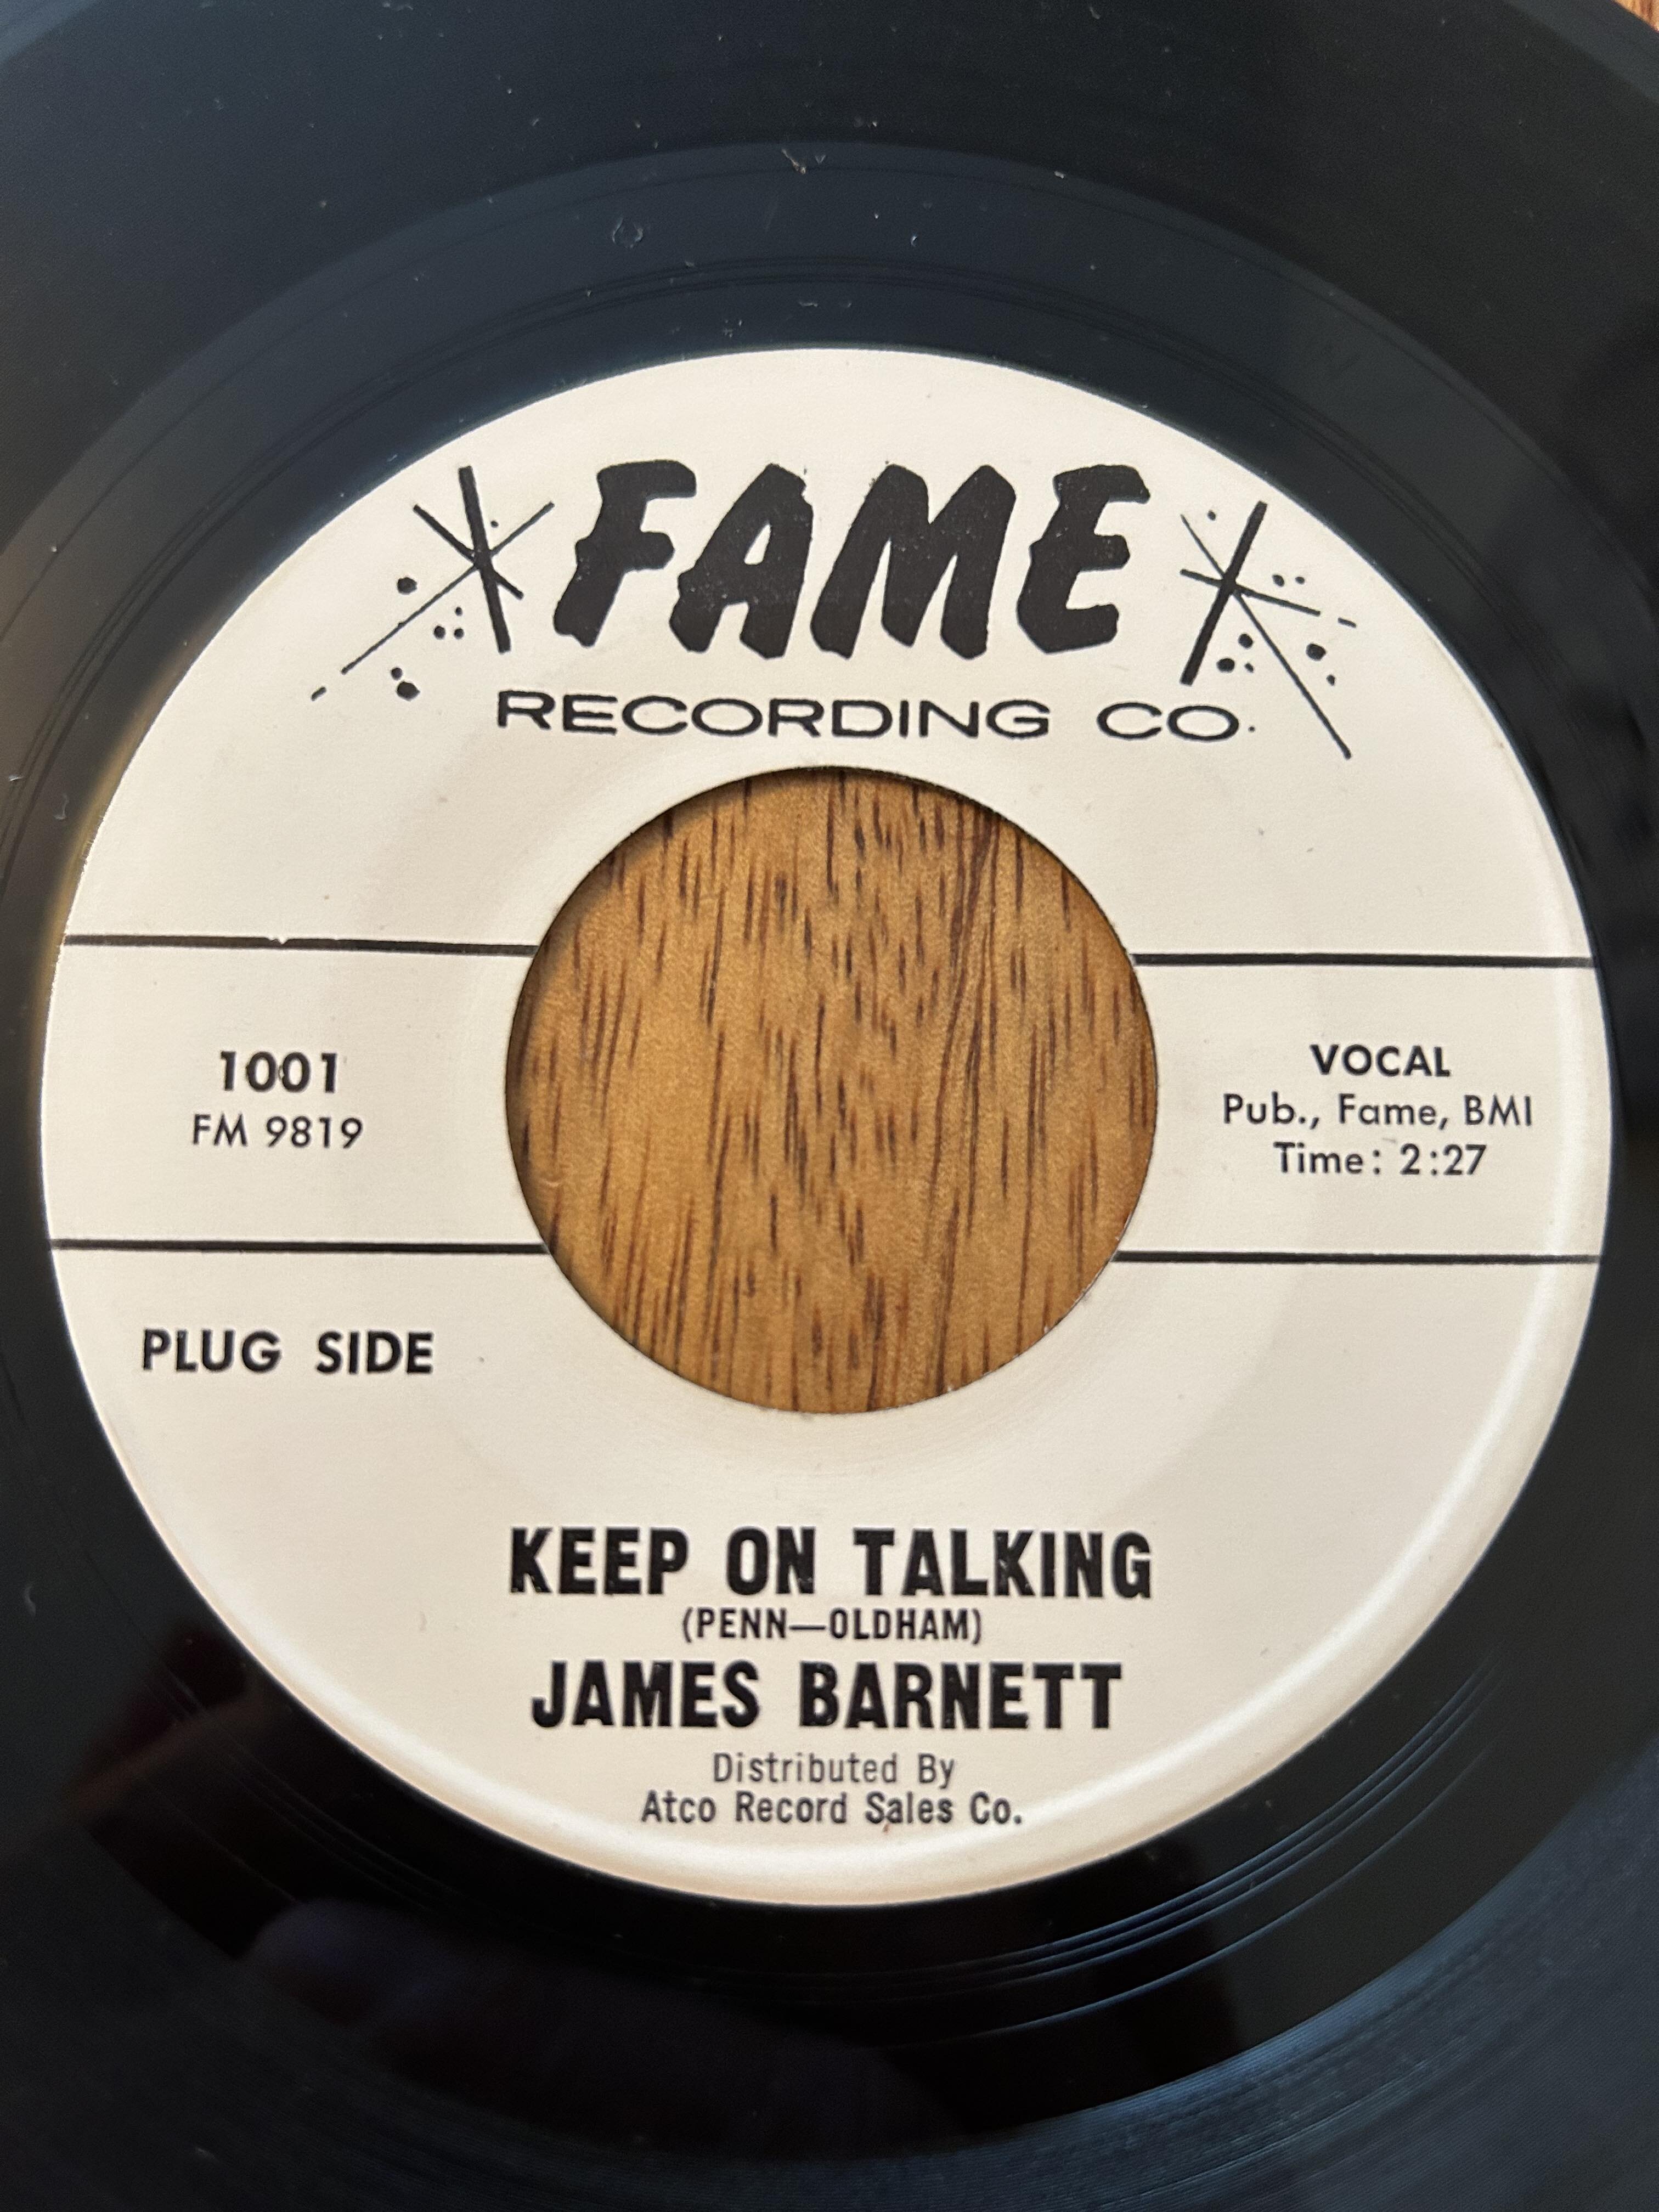 FAME
RECORDING CO.
1001
FM 9819
VOCAL
Pub., Fame, BMI
Time: 2:27
PLUG SIDE
KEEP ON TALKING
(PENN—OLDHAM)
JAMES BARNETT
Distributed By
Atco Record Sales Co.